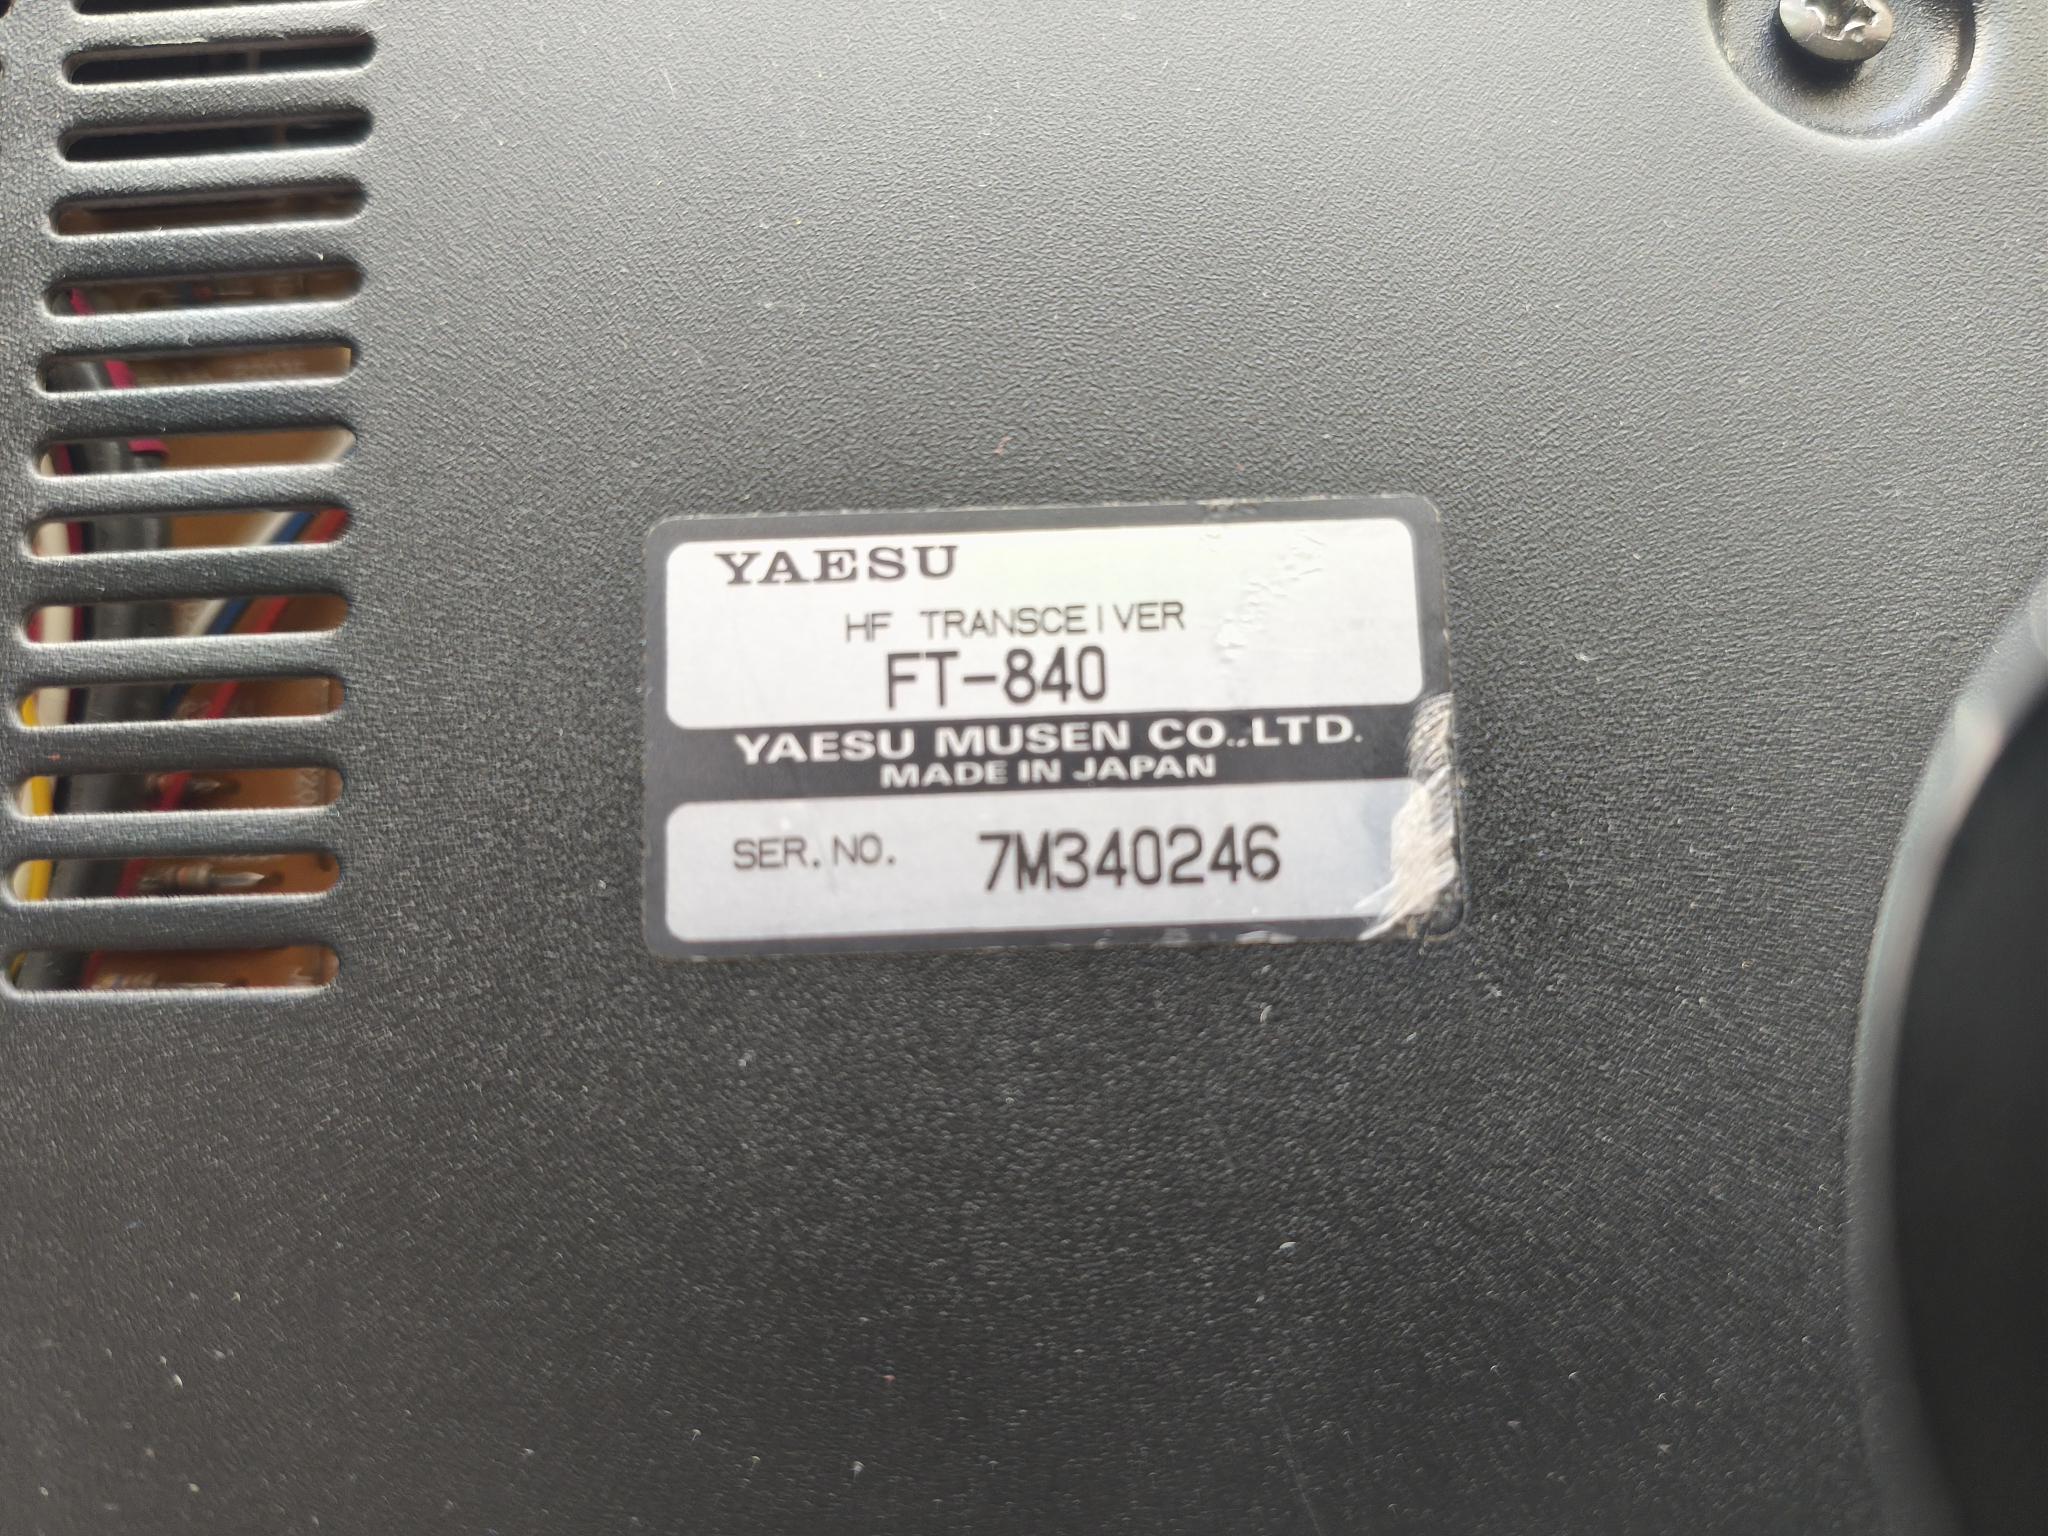 YAESU
HF TRANSCEIVER
FT-840
YAESU MUSEN CO.,LTD.
MADE IN JAPAN
SER. NO. 7M340246